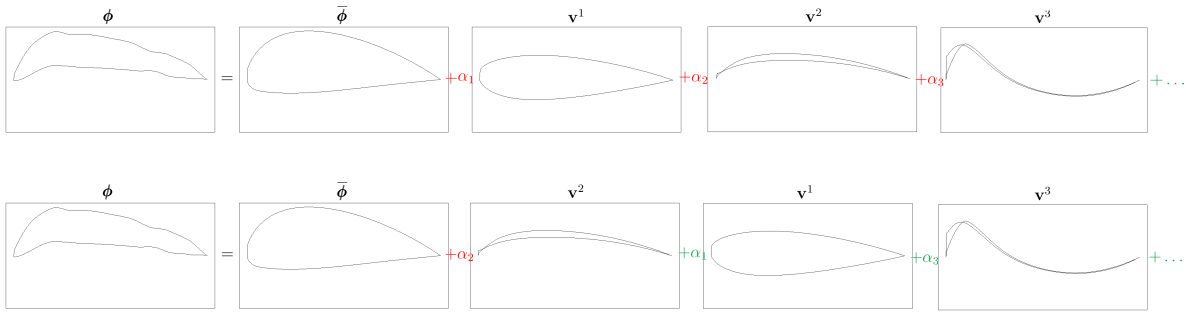 ϕ ϕ̅ v¹ v² v³
= +α₁ +α₂ +α₃ +...
ϕ ϕ̅ v² v¹ v³
= +α₂ +α₁ +α₃ +...